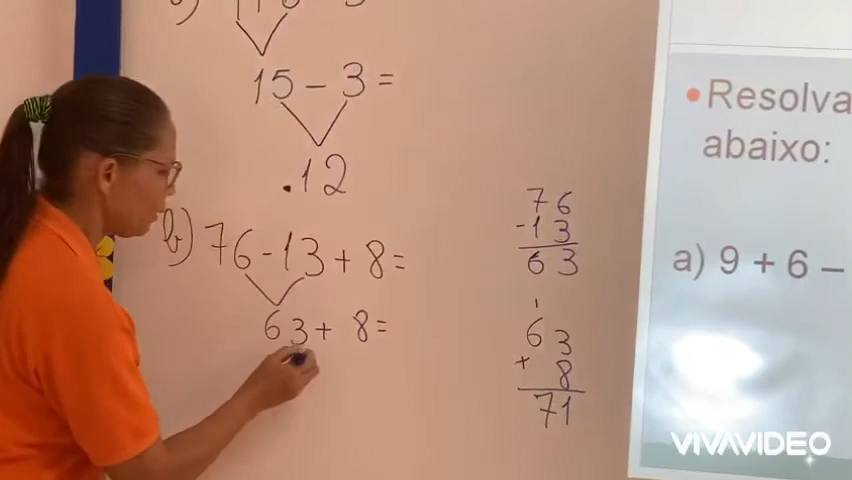 15 - 3 =
.12
b) 76 - 13 + 8 =
63 + 8 =
76
- 13
63
1
63
+ 8
71
Resolva
abaixo:
a) 9 + 6 –
VIVAVIDEO